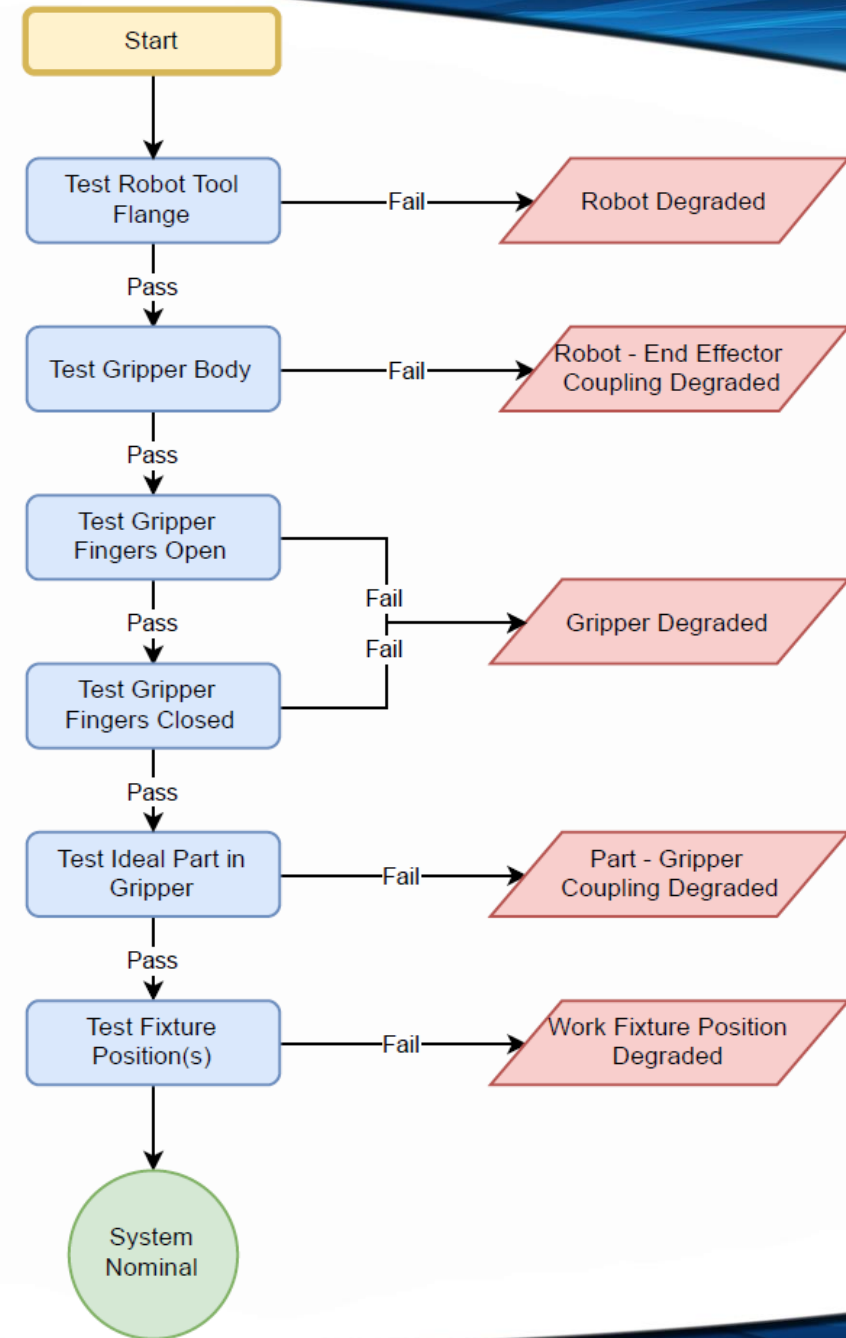 Start
Test Robot Tool
Flange
Fail
Robot Degraded
Pass
Test Gripper Body
Fail
Robot - End Effector
Coupling Degraded
Pass
Test Gripper
Fingers Open
Fail
Pass
Gripper Degraded
Fail
Test Gripper
Fingers Closed
Pass
Test Ideal Part in
Gripper
Fail
Part - Gripper
Coupling Degraded
Pass
Test Fixture
Position(s)
Fail
Work Fixture Position
Degraded
System
Nominal